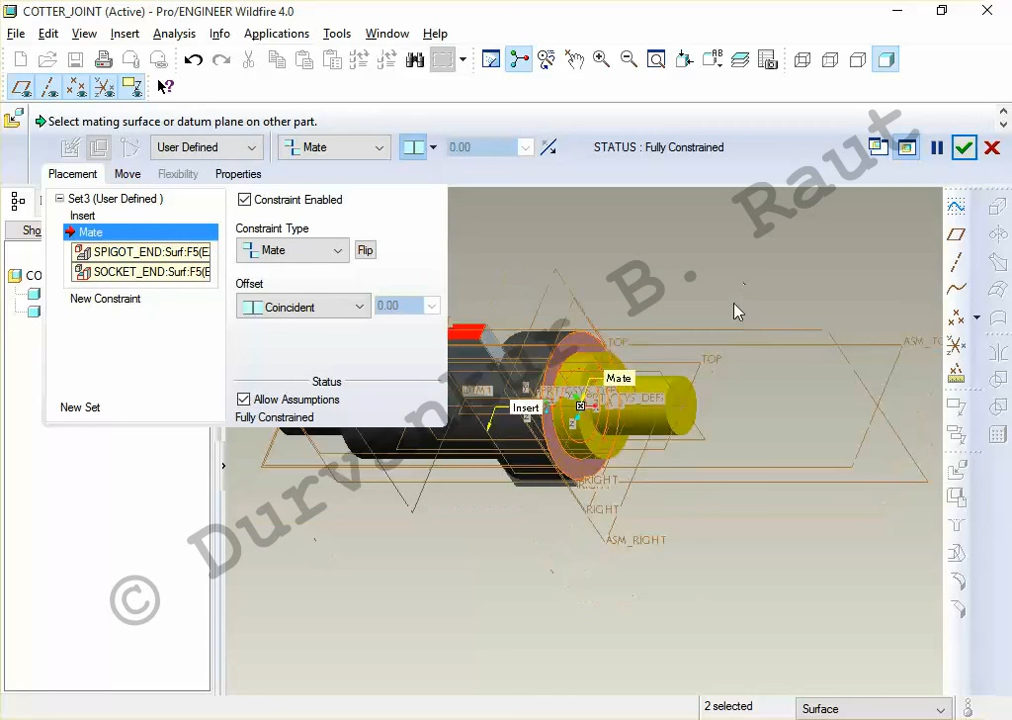 COTTER_JOINT (Active) - Pro/ENGINEER Wildfire 4.0
File Edit View Insert Analysis Info Applications Tools Window Help
Select mating surface or datum plane on other part.
User Defined Mate 0.00 STATUS : Fully Constrained
Placement Move Flexibility Properties
Set3 (User Defined )
Insert
Mate
SPIGOT_END:Surf:F5(E
SOCKET_END:Surf:F5(E
New Constraint
New Set
Constraint Enabled
Constraint Type
Mate Flip
Offset
Coincident 0.00
Status
Allow Assumptions
Fully Constrained
Sho
CO
TOP
ASM_TO
TOP
Mate
Insert
RIGHT
RIGHT
ASM_RIGHT
© Durvendur B. Raut
2 selected Surface